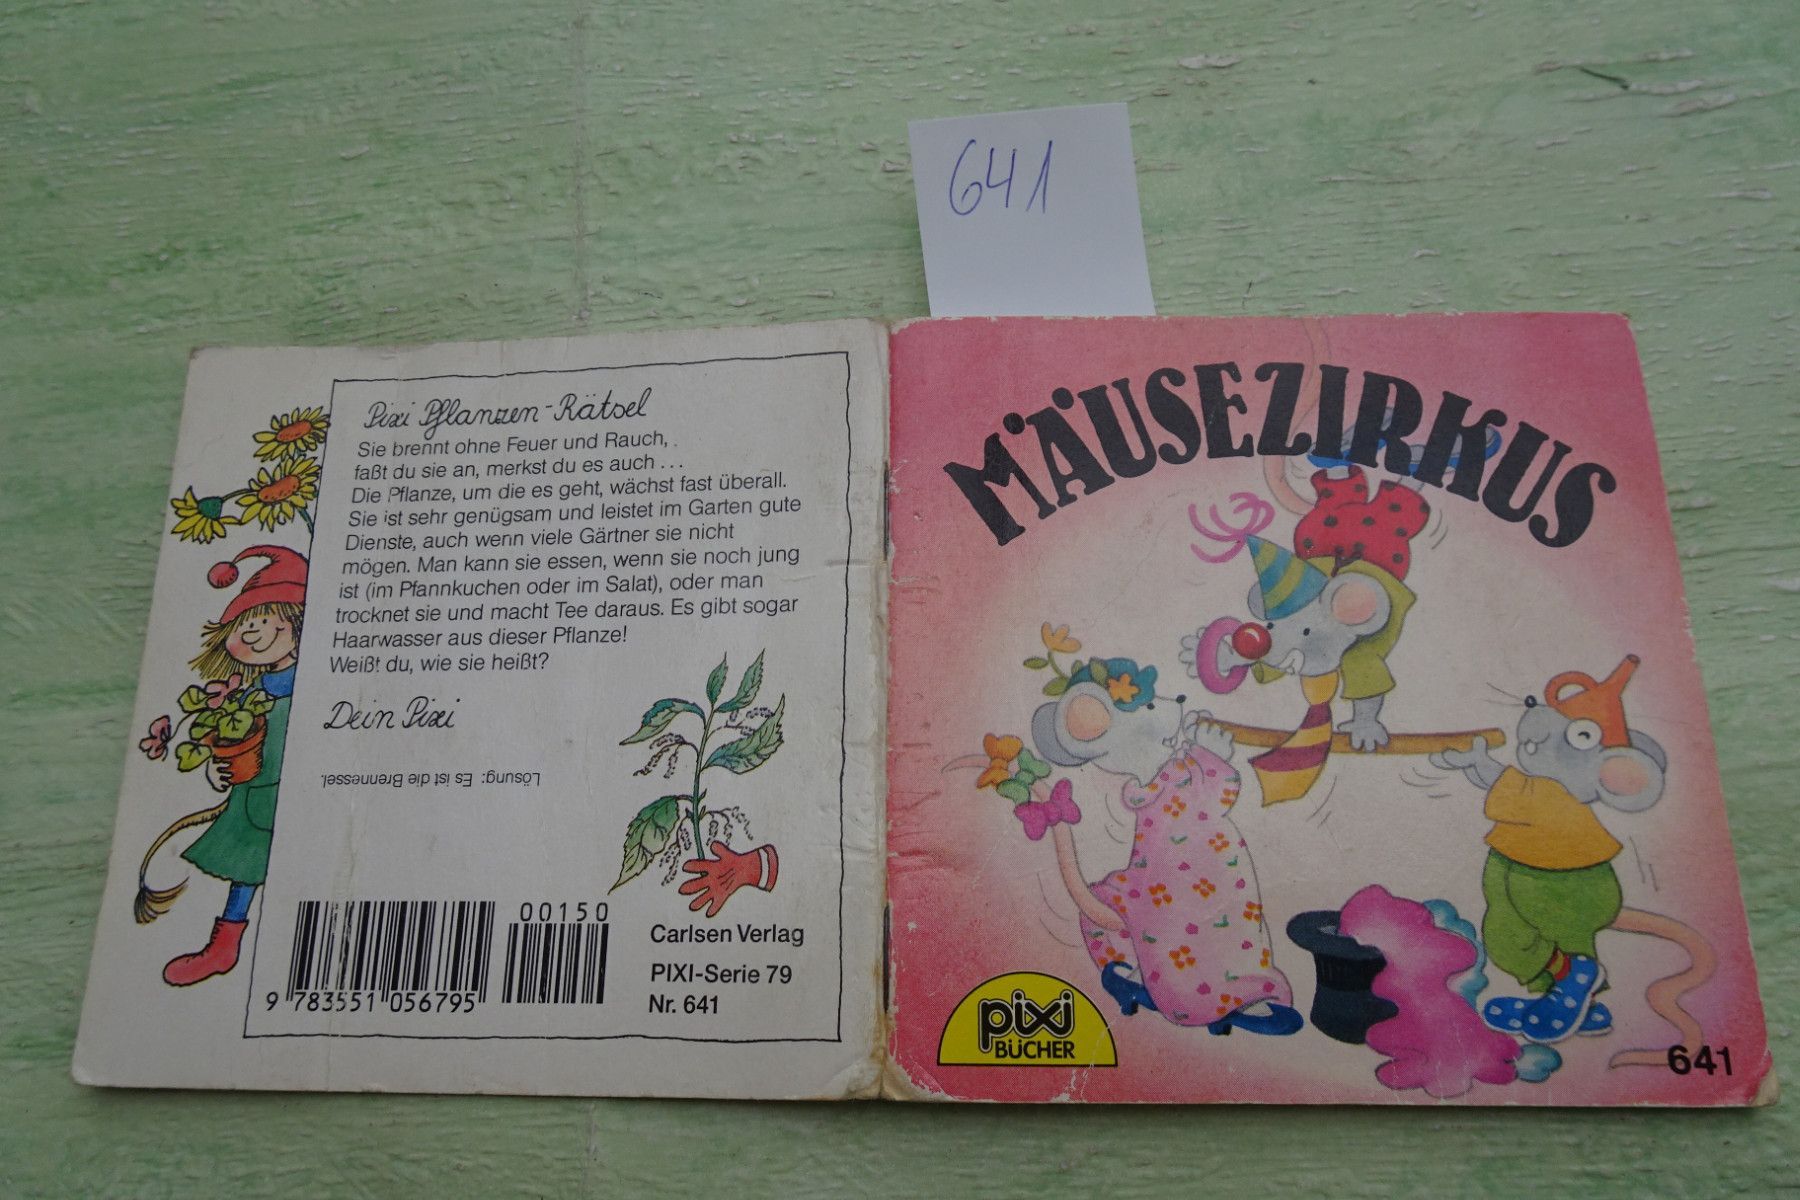 641
Pixi Pflanzen-Rätsel
Sie brennt ohne Feuer und Rauch,
faßt du sie an, merkst du es auch ...
Die Pflanze, um die es geht, wächst fast überall.
Sie ist sehr genügsam und leistet im Garten gute
Dienste, auch wenn viele Gärtner sie nicht
mögen. Man kann sie essen, wenn sie noch jung
ist (im Pfannkuchen oder im Salat), oder man
trocknet sie und macht Tee daraus. Es gibt sogar
Haarwasser aus dieser Pflanze!
Weißt du, wie sie heißt?
Dein Pixi
Lösung: Es ist die Brennessel.
00150
9 783551 056795
Carlsen Verlag
PIXI-Serie 79
Nr. 641
MÄUSEZIRKUS
pixi
BÜCHER
641